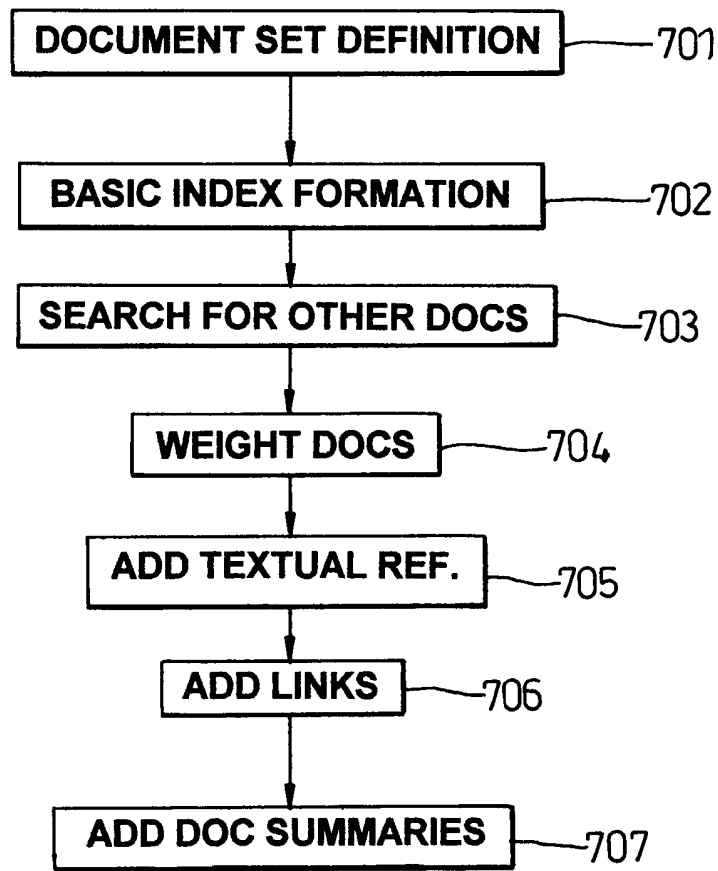 DOCUMENT SET DEFINITION 701
BASIC INDEX FORMATION 702
SEARCH FOR OTHER DOCS 703
WEIGHT DOCS 704
ADD TEXTUAL REF. 705
ADD LINKS 706
ADD DOC SUMMARIES 707